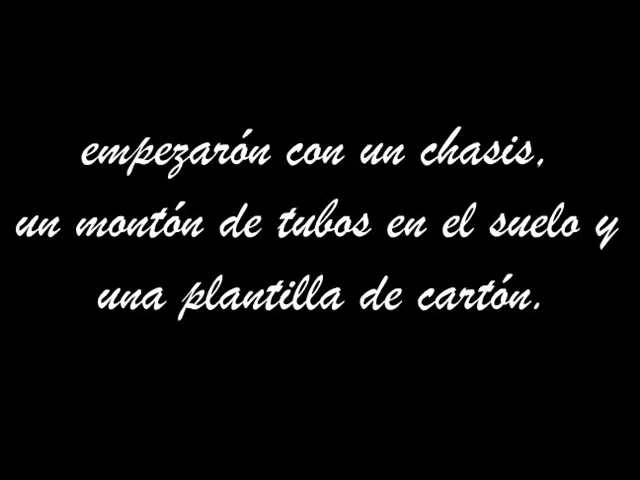 empezarón con un chasis,
un montón de tubos en el suelo y
una plantilla de cartón.